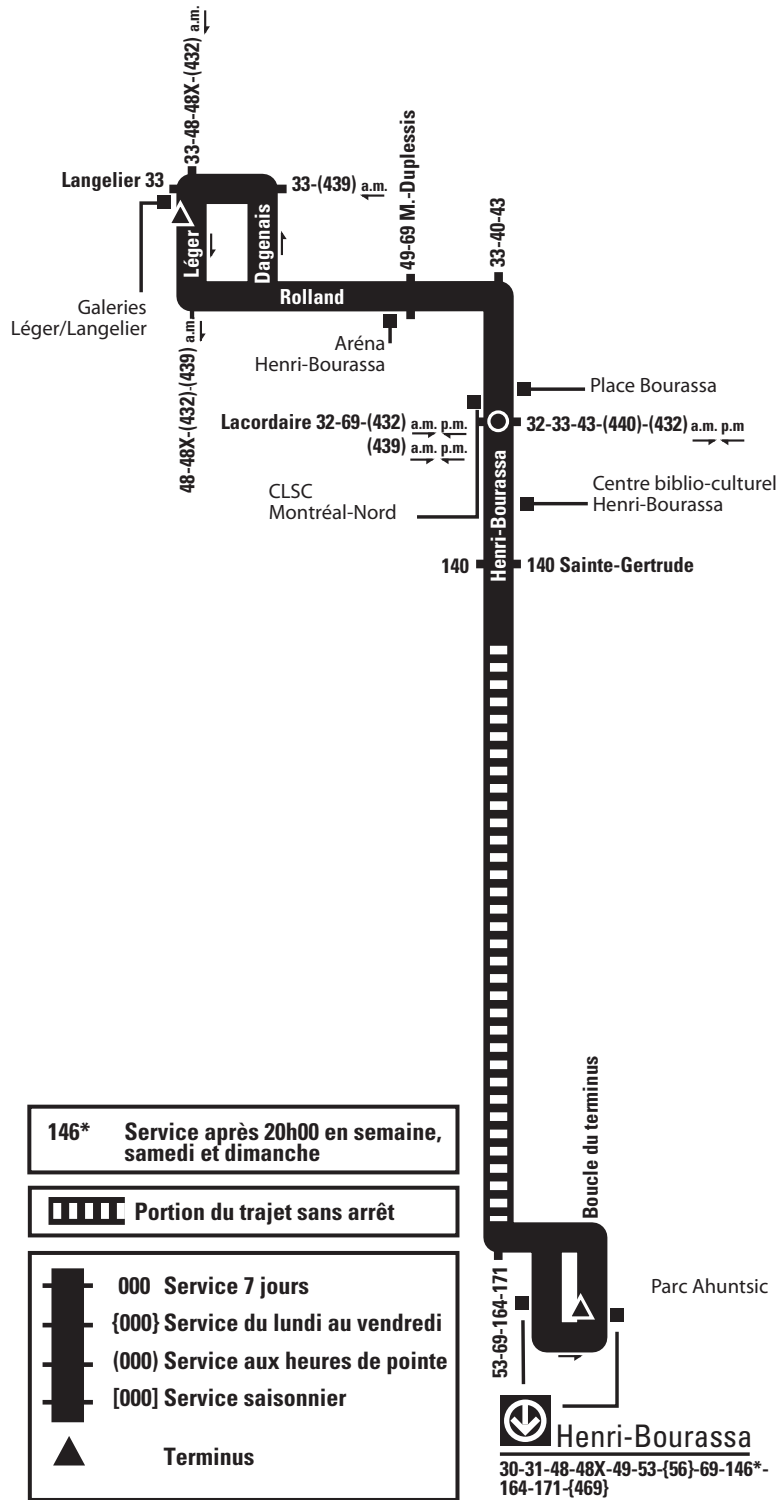 33-48-48X-(432) a.m.
Langelier 33
33-(439) a.m.
49-69 M.-Duplessis
33-40-43
Léger
Dagenais
Rolland
Galeries
Léger/Langelier
48-48X-(432)-(439) a.m
Aréna
Henri-Bourassa
Place Bourassa
Lacordaire 32-69-(432) a.m. p.m.
(439) a.m. p.m.
32-33-43-(440)-(432) a.m. p.m
CLSC
Montréal-Nord
Henri-Bourassa
Centre biblio-culturel
Henri-Bourassa
140
140 Sainte-Gertrude
Boucle du terminus
146* Service après 20h00 en semaine,
samedi et dimanche
Portion du trajet sans arrêt
000 Service 7 jours
{000} Service du lundi au vendredi
(000) Service aux heures de pointe
[000] Service saisonnier
Terminus
53-69-164-171
Parc Ahuntsic
Henri-Bourassa
30-31-48-48X-49-53-{56}-69-146*-
164-171-{469}